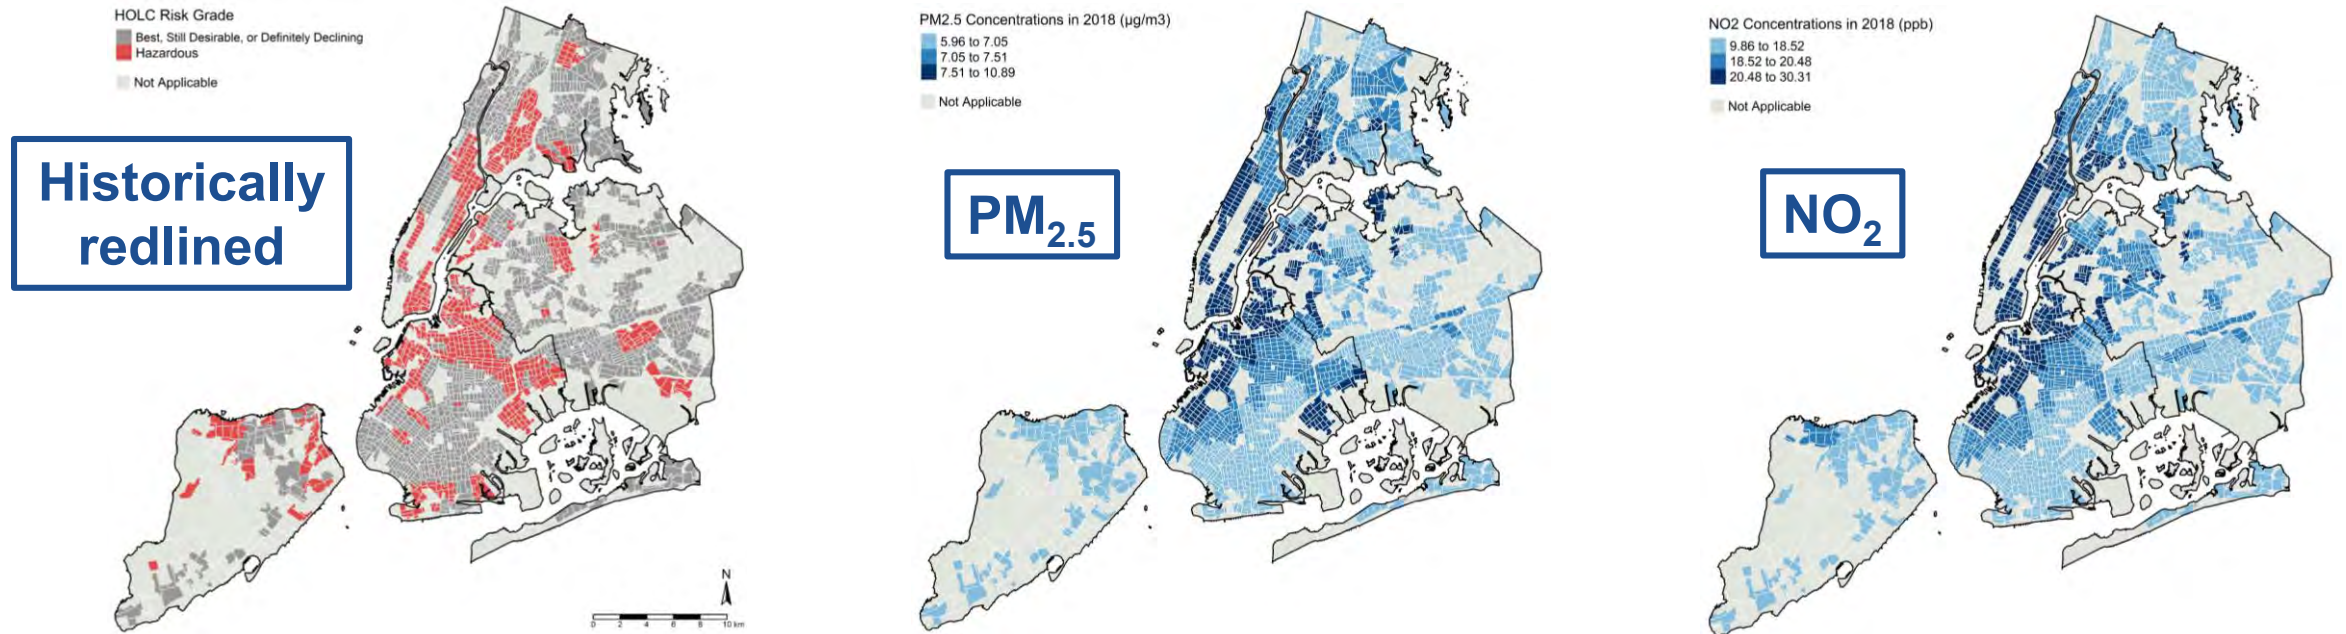 HOLC Risk Grade
Best, Still Desirable, or Definitely Declining
Hazardous
Not Applicable
Historically
redlined
N
0 2 4 6 8 10 km
PM2.5 Concentrations in 2018 (µg/m3)
5.96 to 7.05
7.05 to 7.51
7.51 to 10.89
Not Applicable
PM2.5
NO2 Concentrations in 2018 (ppb)
9.86 to 18.52
18.52 to 20.48
20.48 to 30.31
Not Applicable
NO2